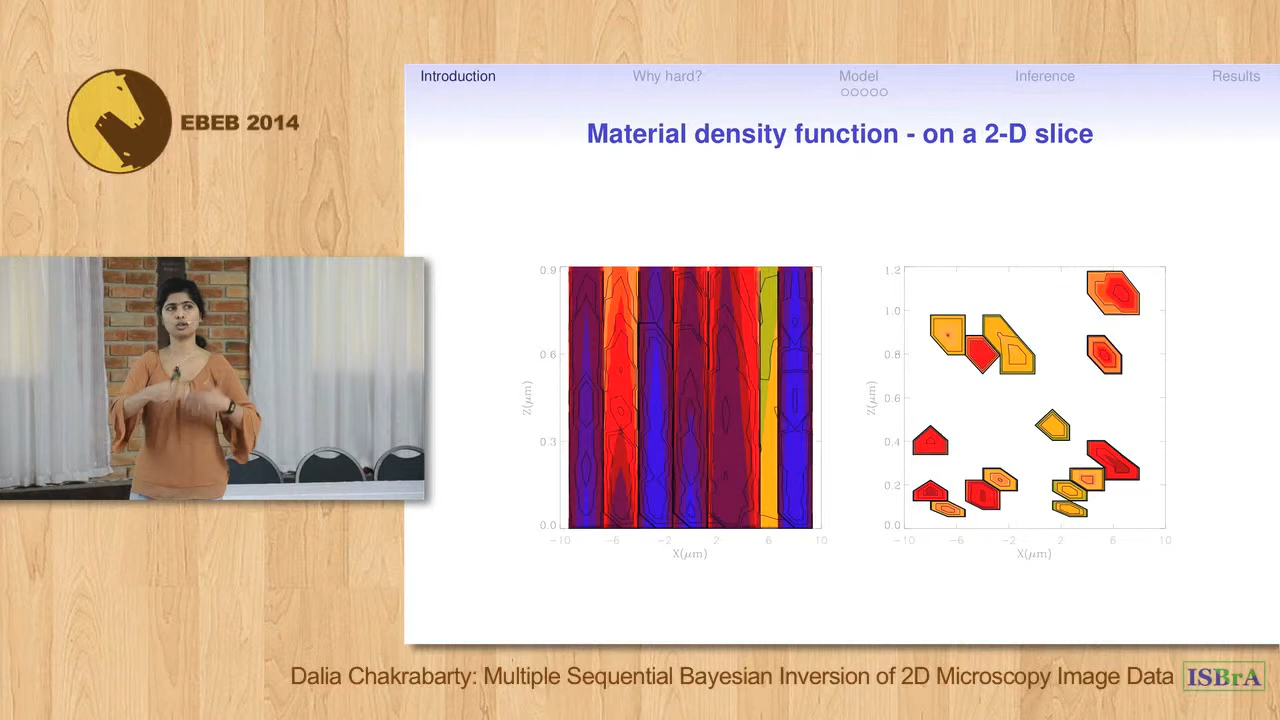 EBEB 2014
Introduction Why hard? Model Inference Results
Material density function - on a 2-D slice
0.9
0.6
0.3
0.0
Z(μm)
−10 −6 −2 2 6 10
X(μm)
1.2
1.0
0.8
0.6
0.4
0.2
0.0
Z(μm)
−10 −6 −2 2 6 10
X(μm)
Dalia Chakrabarty: Multiple Sequential Bayesian Inversion of 2D Microscopy Image Data
ISBrA